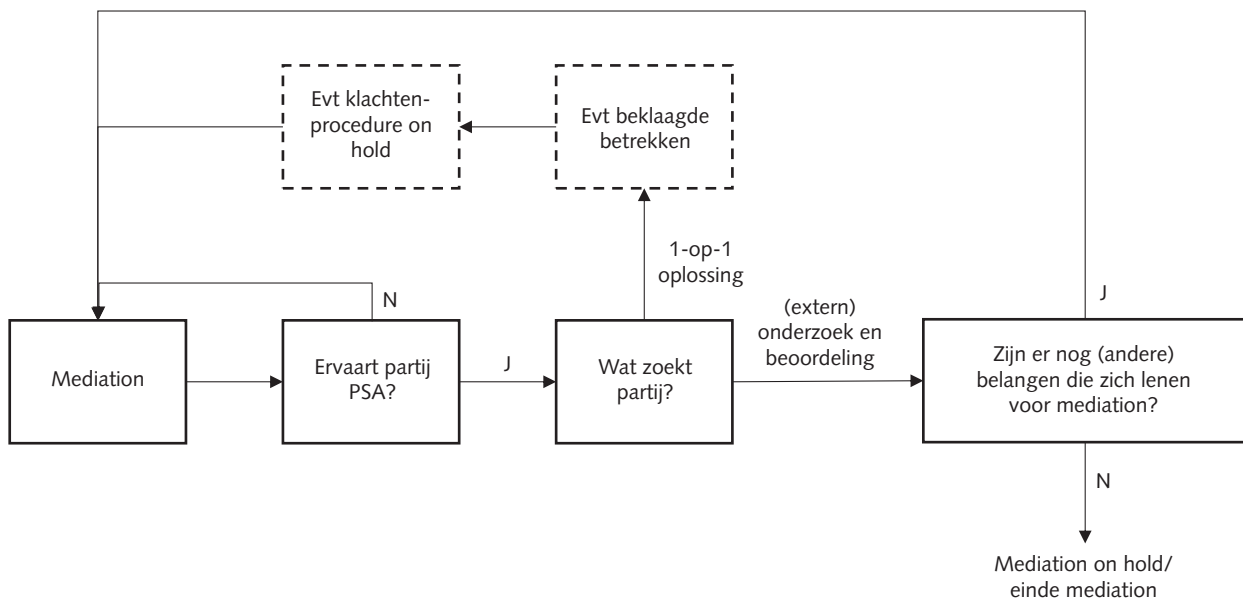 Evt klachten-
procedure on
hold
Evt beklaagde
betrekken
1-op-1
oplossing
N
J
(extern)
onderzoek en
beoordeling
J
Mediation
Ervaart partij
PSA?
Wat zoekt
partij?
Zijn er nog (andere)
belangen die zich lenen
voor mediation?
N
Mediation on hold/
einde mediation